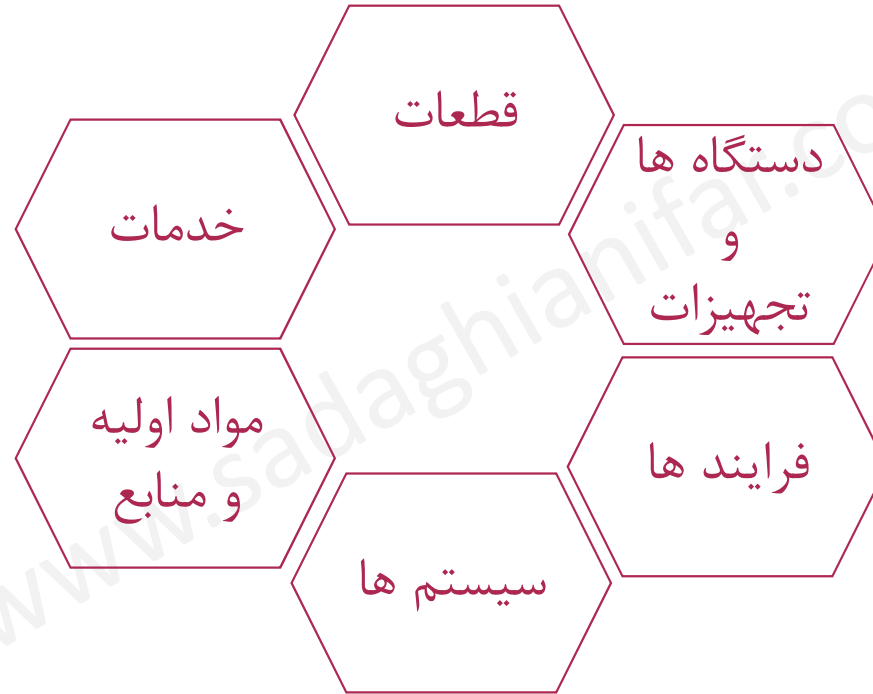 قطعات
دستگاه ها
و
تجهیزات
خدمات
فرایند ها
مواد اولیه
و منابع
سیستم ها
www.sadaghianifar.co